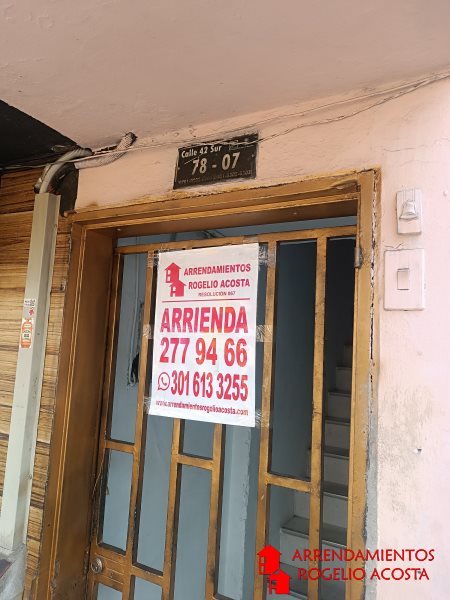 Calle 42 Sur
78 - 07
ARRENDAMIENTOS
ROGELIO ACOSTA
RESOLUCIÓN 667
ARRIENDA
277 94 66
301 613 3255
www.arrendamientosrogelioacosta.com
ARRENDAMIENTOS
ROGELIO ACOSTA